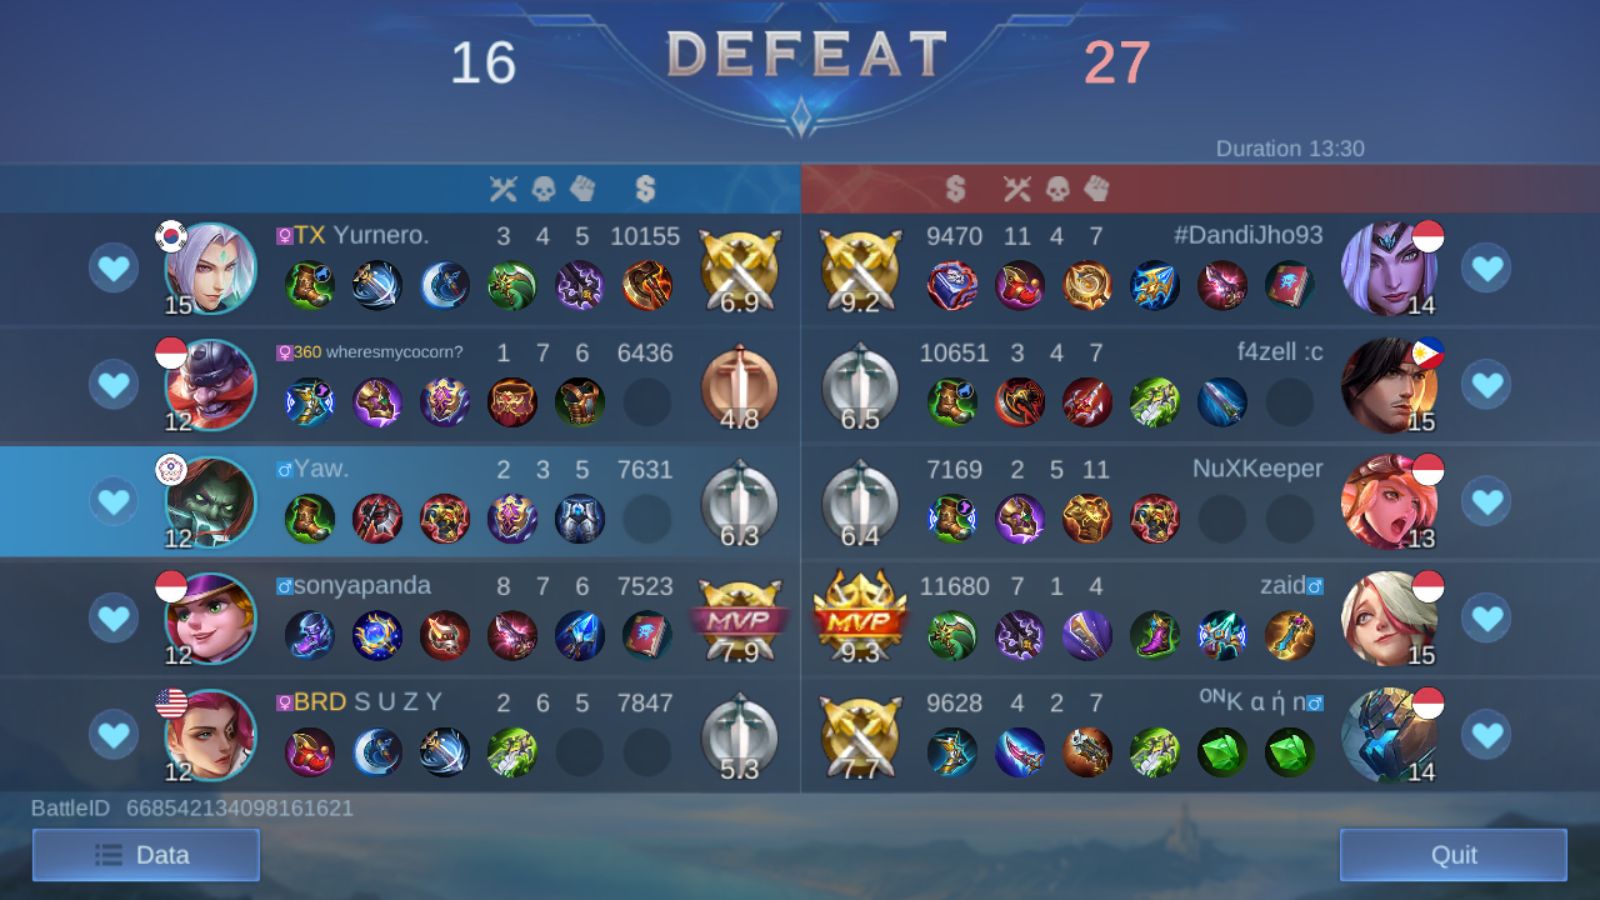 16 DEFEAT 27
Duration 13:30
TX Yurnero. 3 4 5 10155
15 6.9
9470 11 4 7 #DandiJho93
9.2 14
360 wheresmycocorn? 1 7 6 6436
12 4.8
10651 3 4 7 f4zell :c
6.5 15
Yaw. 2 3 5 7631
12 6.3
7169 2 5 11 NuXKeeper
6.4 13
sonyapanda 8 7 6 7523
12 MVP 7.9
11680 7 1 4 zaid
MVP 9.3 15
BRD S U Z Y 2 6 5 7847
12 5.3
9628 4 2 7 ᴼᴺK α ή n
7.7 14
BattleID 668542134098161621
Data
Quit